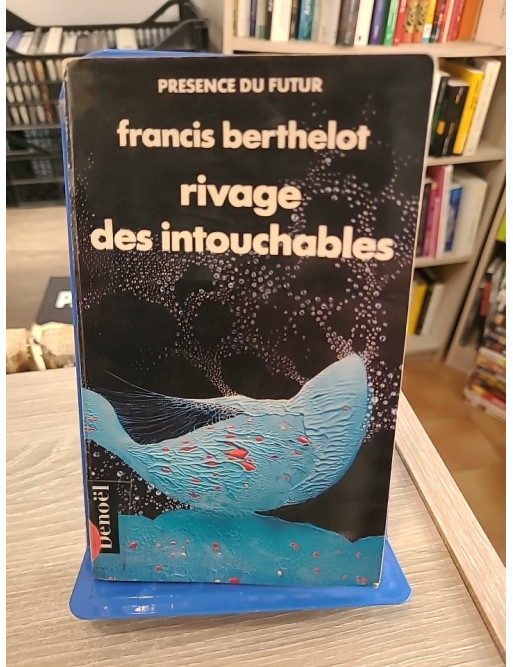 PRESENCE DU FUTUR
francis berthelot
rivage
des intouchables
Denoël